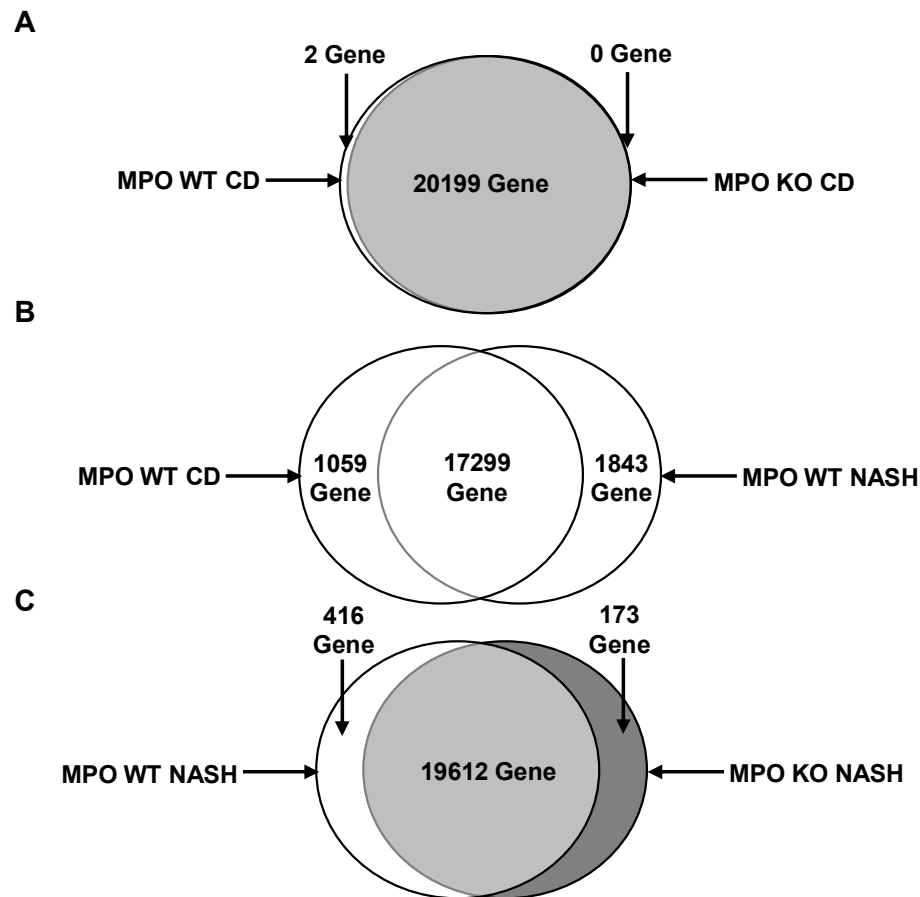 A
2 Gene
0 Gene
MPO WT CD
20199 Gene
MPO KO CD
B
MPO WT CD
1059
Gene
17299
Gene
1843
Gene
MPO WT NASH
C
416
Gene
173
Gene
MPO WT NASH
19612 Gene
MPO KO NASH